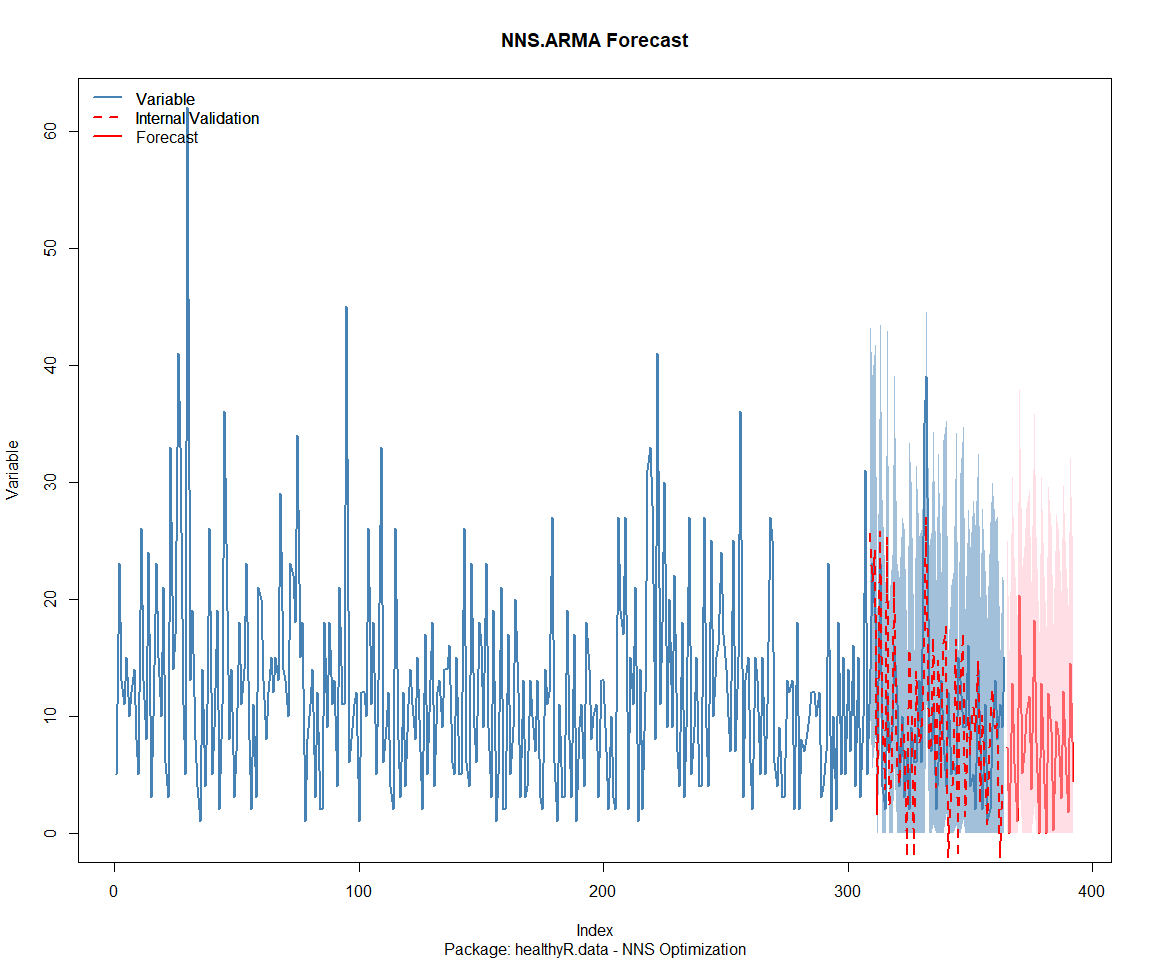 NNS.ARMA Forecast
Variable
Internal Validation
Forecast
Variable
60
50
40
30
20
10
0
0 100 200 300 400
Index
Package: healthyR.data - NNS Optimization